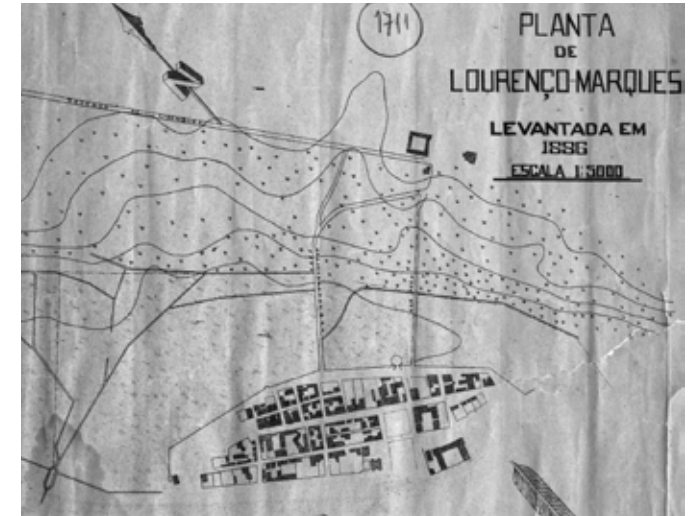 1711
N
PLANTA
DE
LOURENÇO-MARQUES
LEVANTADA EM
1886
ESCALA 1:5000